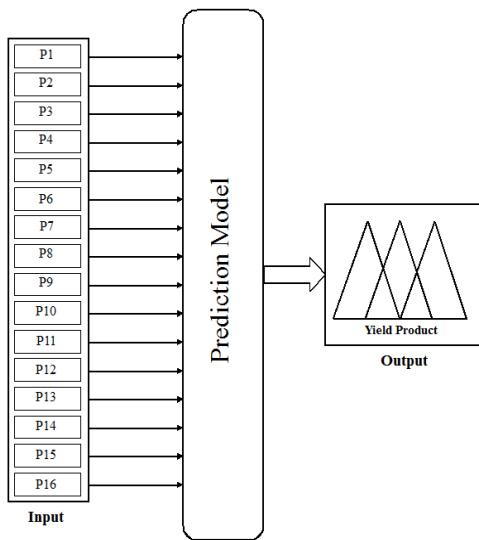 P1
P2
P3
P4
P5
P6
P7
P8
P9
P10
P11
P12
P13
P14
P15
P16
Input
Prediction Model
Yield Product
Output